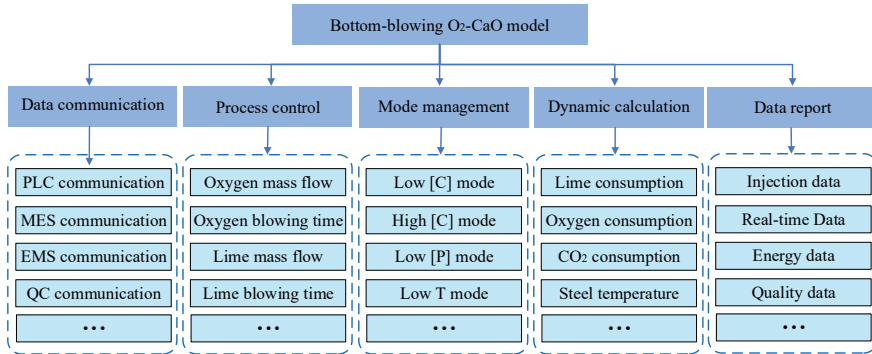 Bottom-blowing O₂-CaO model
Data communication
Process control
Mode management
Dynamic calculation
Data report
PLC communication
MES communication
EMS communication
QC communication
...
Oxygen mass flow
Oxygen blowing time
Lime mass flow
Lime blowing time
...
Low [C] mode
High [C] mode
Low [P] mode
Low T mode
...
Lime consumption
Oxygen consumption
CO₂ consumption
Steel temperature
...
Injection data
Real-time Data
Energy data
Quality data
...